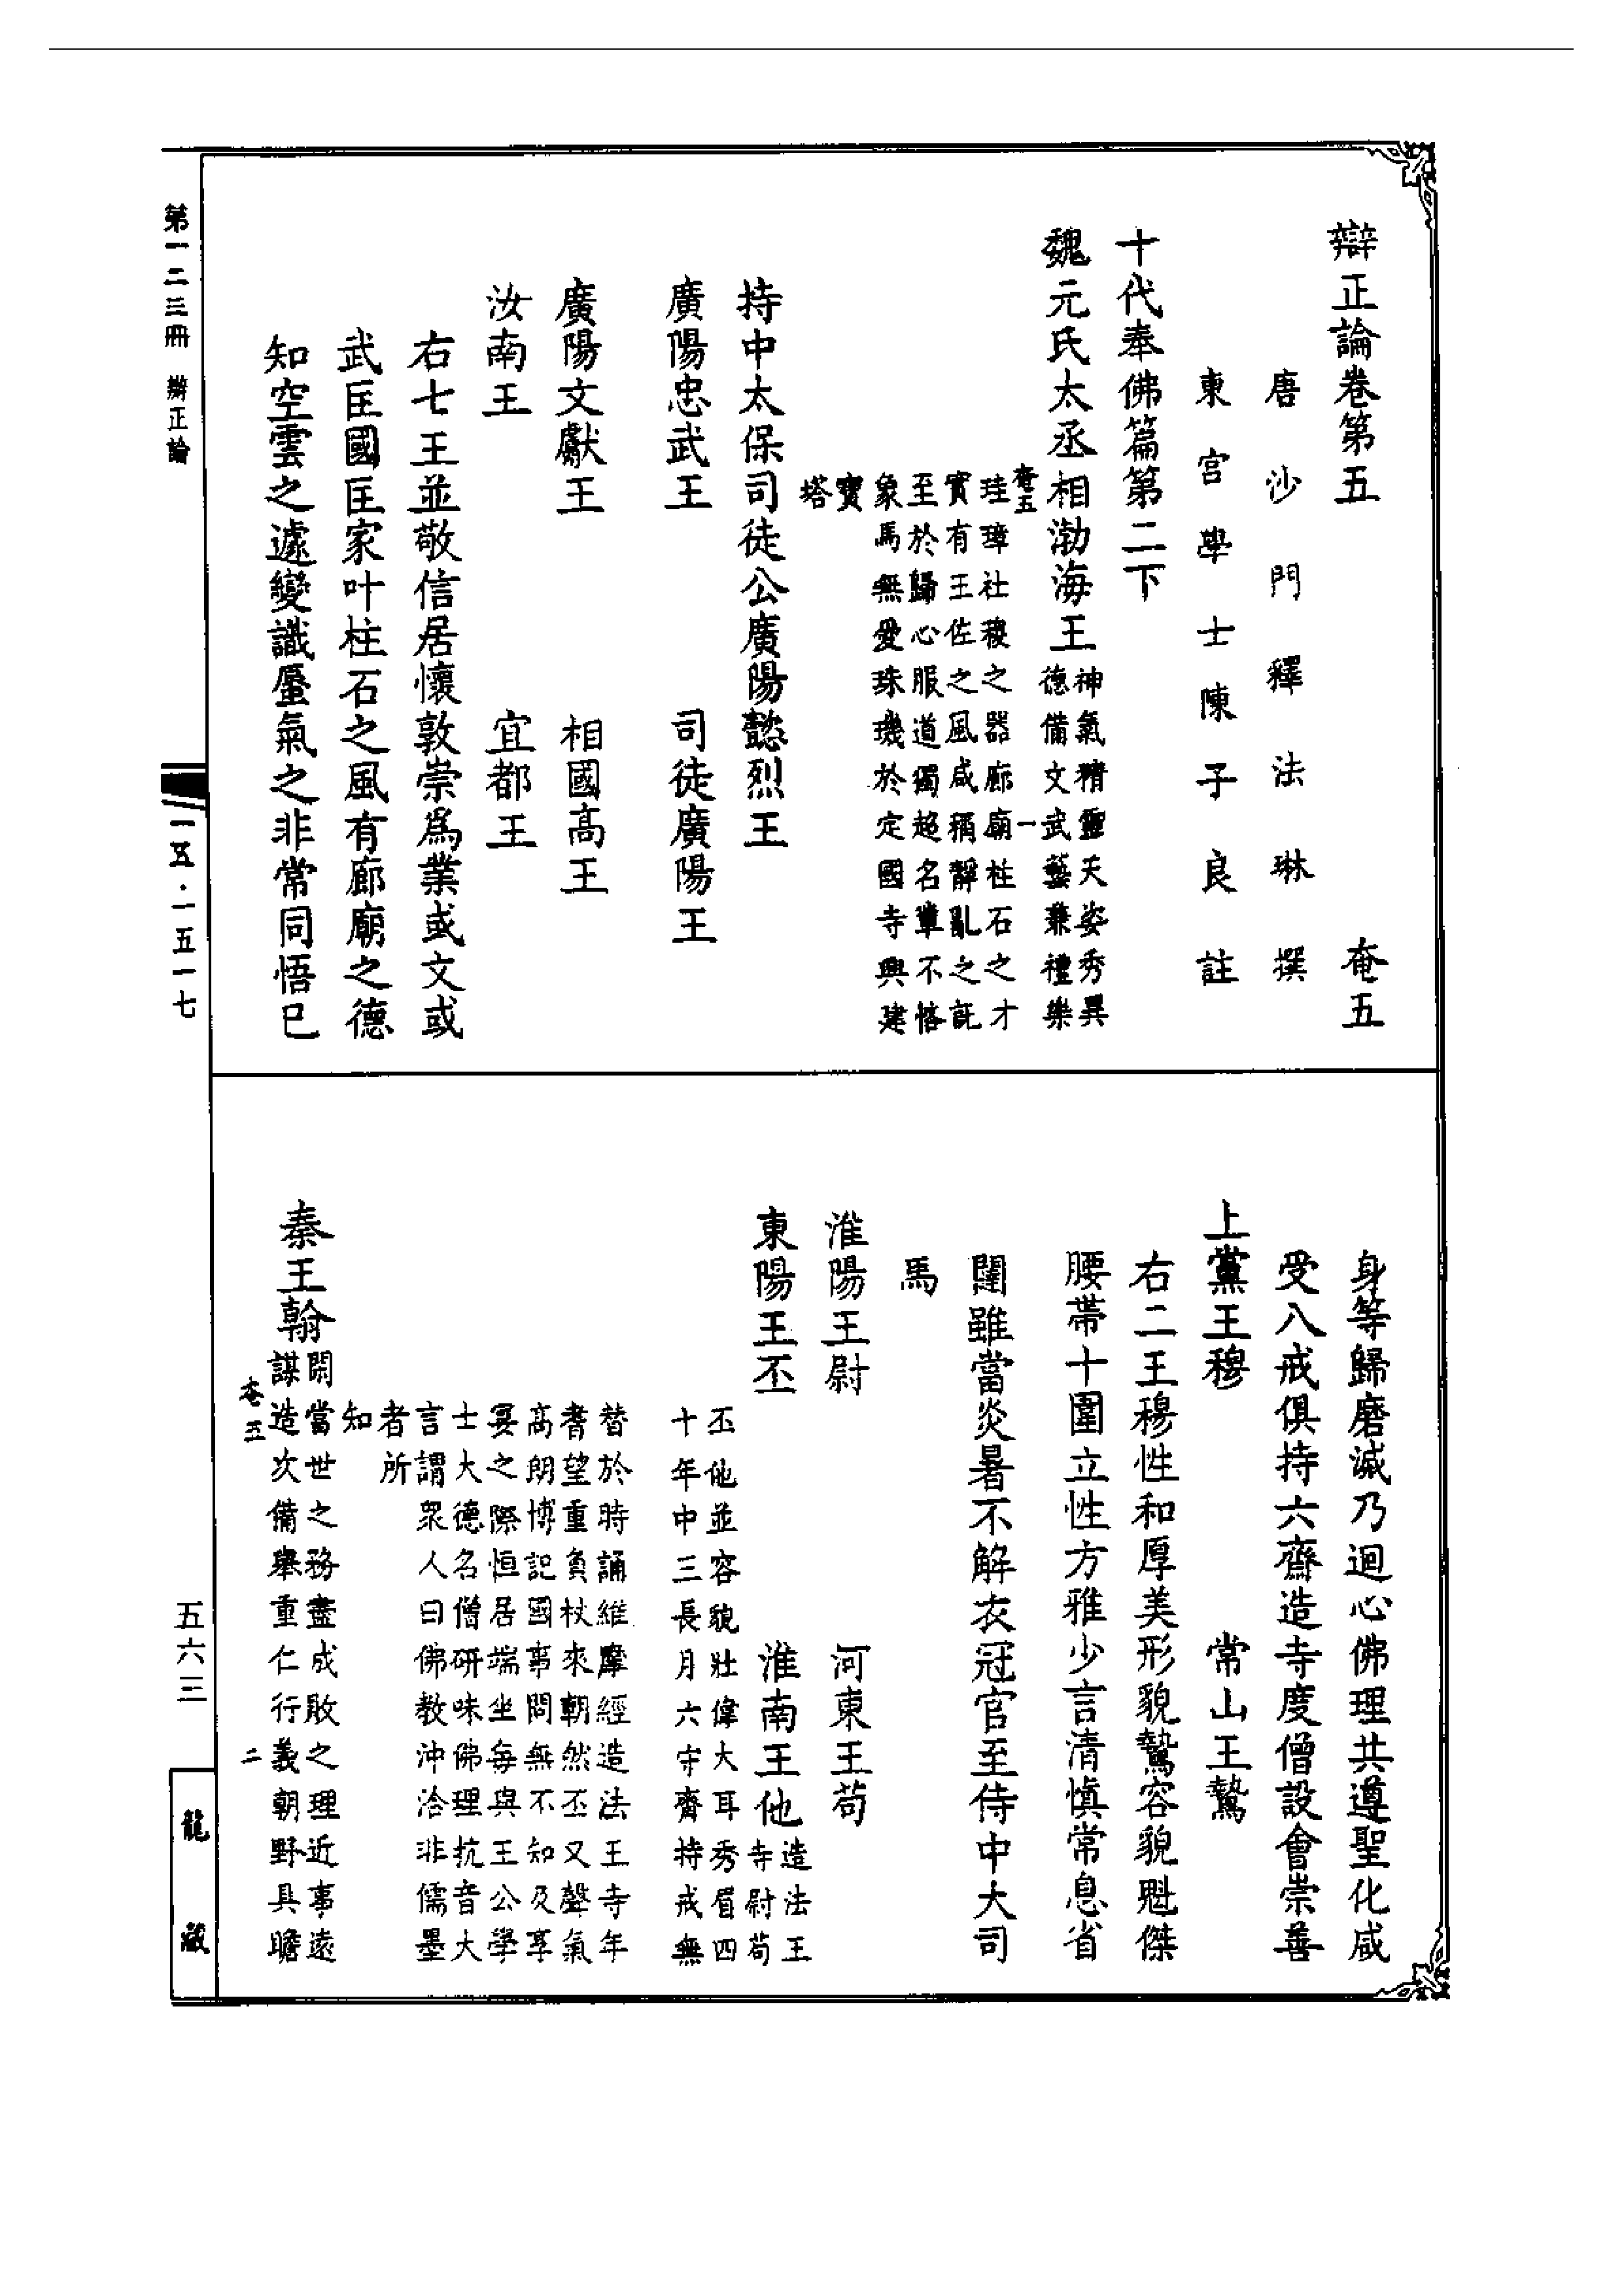 辯正論卷第五　奄五
唐沙門釋法琳撰
東宮學士陳子良註
十代奉佛篇第二下
魏元氏太丞相渤海王神氣精靈天姿秀異
德備文武藝兼禮樂
奄五　一
珪璋社稷之器廊廟柱石之才
實有王佐之風咸稱靜亂之託
至於歸心服道獨超名輩不悋
象馬無愛珠璣於定國寺興建
寶
塔
持中太保司徒公廣陽懿烈王
廣陽忠武王　司徒廣陽王
廣陽文獻王　相國高王
汝南王　宜都王
右七王並敬信居懷敦崇為業或文或
武匡國匡家叶柱石之風有廊廟之德
知空雲之遽變識蜃氣之非常同悟已
身等歸磨滅乃迴心佛理共遵聖化咸
受八戒俱持六齋造寺度僧設會崇善
上黨王穆　常山王鷙
右二王穆性和厚美形貌鷙容貌魁傑
腰帶十圍立性方雅少言清慎常息省
闥雖當炎暑不解衣冠官至侍中大司
馬
淮陽王尉　河東王苟
東陽王丕　淮南王他造法王
寺尉苟
丕他並容貌壯偉大耳秀眉四
十年中三長月六守齋持戒無
替於時誦維摩經造法王寺年
耆望重負杖來朝然丕又聲氣
高朗博記國事問無不知及享
宴之際恒居端坐每與王公學
士大德名僧研味佛理抗音大
言謂眾人曰佛教沖洽非儒墨
者所
知
秦王翰閑當世之務盡成敗之理近事遠
謀造次備舉重仁行義朝野具瞻
奄五　二
第一二三冊　辯正論
一五·一五一七
五六三
龍藏